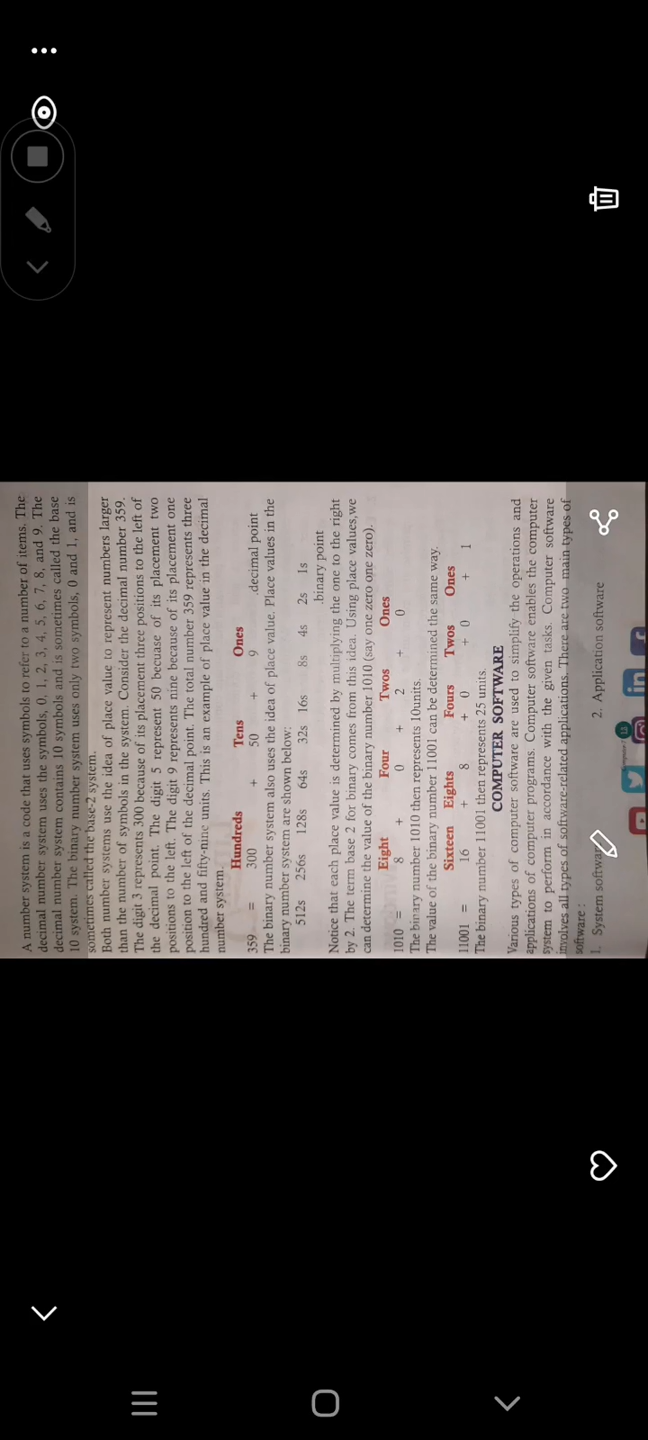 A number system is a code that uses symbols to refer to a number of items. The
decimal number system uses the symbols, 0, 1, 2, 3, 4, 5, 6, 7, 8, and 9. The
decimal number system contains 10 symbols and is sometimes called the base
10 system. The binary number system uses only two symbols, 0 and 1, and is
sometimes called the base-2 system.
Both number systems use the idea of place value to represent numbers larger
than the number of symbols in the system. Consider the decimal number 359.
The digit 3 represents 300 because of its placement three positions to the left of
the decimal point. The digit 5 represent 50 becuase of its placement two
positions to the left. The digit 9 represents nine because of its placement one
position to the left of the decimal point. The total number 359 represents three
hundred and fifty-nine units. This is an example of place value in the decimal
number system.
Hundreds Tens Ones
359 = 300 + 50 + 9 .decimal point
The binary number system also uses the idea of place value. Place values in the
binary number system are shown below:
512s 256s 128s 64s 32s 16s 8s 4s 2s 1s
binary point
Notice that each place value is determined by multiplying the one to the right
by 2. The term base 2 for binary comes from this idea. Using place values,we
can determine the value of the binary number 1010 (say one zero one zero).
Eight Four Twos Ones
1010 = 8 + 0 + 2 + 0
The binary number 1010 then represents 10units.
The value of the binary number 11001 can be determined the same way.
Sixteen Eights Fours Twos Ones
11001 = 16 + 8 + 0 + 0 + 1
The binary number 11001 then represents 25 units.
COMPUTER SOFTWARE
Various types of computer software are used to simplify the operations and
applications of computer programs. Computer software enables the computer
system to perform in accordance with the given tasks. Computer software
involves all types of software-related applications. There are two main types of
software :
1. System software 2. Application software